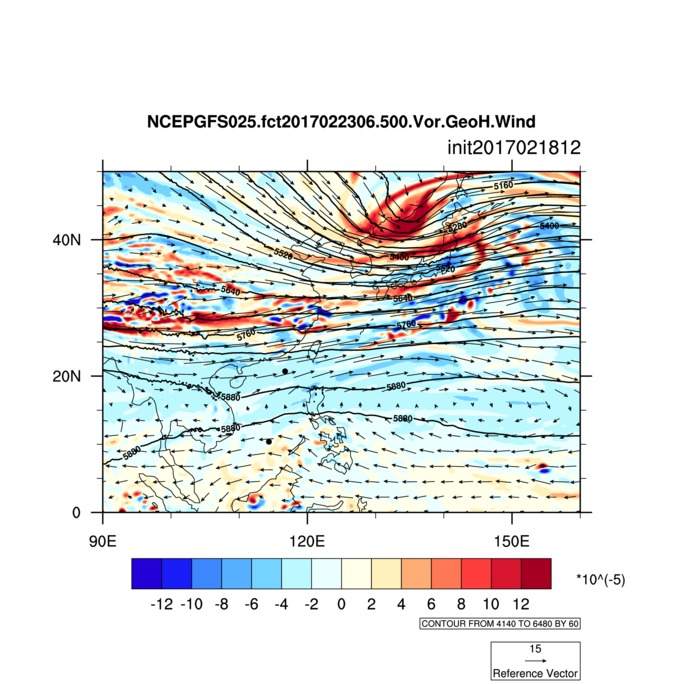 NCEPGFS025.fct2017022306.500.Vor.GeoH.Wind
init2017021812
5160
5280
5400
40N
5520
5400
5520
5640
5640
5760
5760
20N
5880
5880
5880
5880
0
90E 120E 150E
-12 -10 -8 -6 -4 -2 0 2 4 6 8 10 12
*10^(-5)
CONTOUR FROM 4140 TO 6480 BY 60
15
Reference Vector